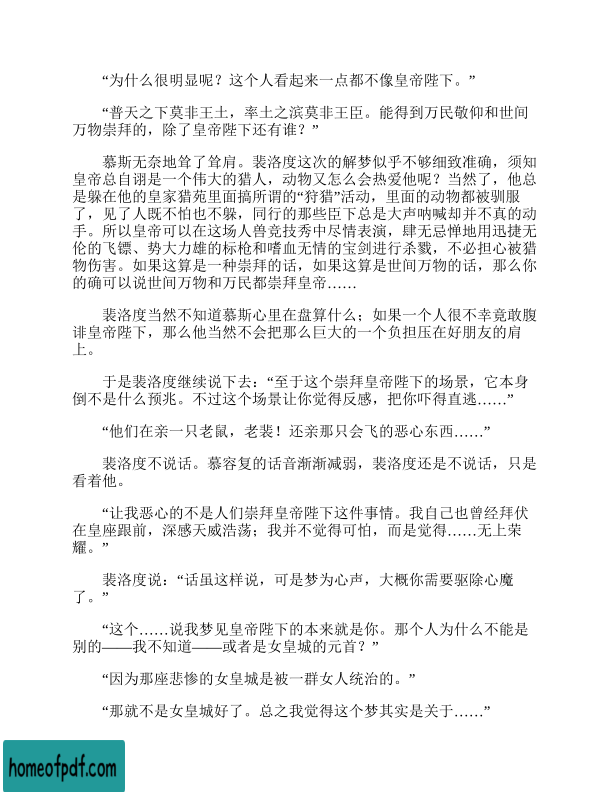 “为什么很明显呢？这个人看起来一点都不像皇帝陛下。”
“普天之下莫非王土，率土之滨莫非王臣。能得到万民敬仰和世间
万物崇拜的，除了皇帝陛下还有谁？”
慕斯无奈地耸了耸肩。裴洛度这次的解梦似乎不够细致准确，须知
皇帝总自诩是一个伟大的猎人，动物又怎么会热爱他呢？当然了，他总
是躲在他的皇家猎苑里面搞所谓的“狩猎”活动，里面的动物都被驯服
了，见了人既不怕也不躲，同行的那些臣下总是大声呐喊却并不真的动
手。所以皇帝可以在这场人兽竞技秀中尽情表演，肆无忌惮地用迅捷无
伦的飞镖、势大力雄的标枪和嗜血无情的宝剑进行杀戮，不必担心被猎
物伤害。如果这算是一种崇拜的话，如果这算是世间万物的话，那么你
的确可以说世间万物和万民都崇拜皇帝……
裴洛度当然不知道慕斯心里在盘算什么；如果一个人很不幸竟敢腹
诽皇帝陛下，那么他当然不会把那么巨大的一个负担压在好朋友的肩
上。
于是裴洛度继续说下去：“至于这个崇拜皇帝陛下的场景，它本身
倒不是什么预兆。不过这个场景让你觉得反感，把你吓得直逃……”
“他们在亲一只老鼠，老裴！还亲那只会飞的恶心东西……”
裴洛度不说话。慕容复的话音渐渐减弱，裴洛度还是不说话，只是
看着他。
“让我恶心的不是人们崇拜皇帝陛下这件事情。我自己也曾经拜伏
在皇座跟前，深感天威浩荡；我并不觉得可怕，而是觉得……无上荣
耀。”
裴洛度说：“话虽这样说，可是梦为心声，大概你需要驱除心魔
了。”
“这个……说我梦见皇帝陛下的本来就是你。那个人为什么不能是
别的——我不知道——或者是女皇城的元首？”
“因为那座悲惨的女皇城是被一群女人统治的。”
“那就不是女皇城好了。总之我觉得这个梦其实是关于……”
homeofpdf.com